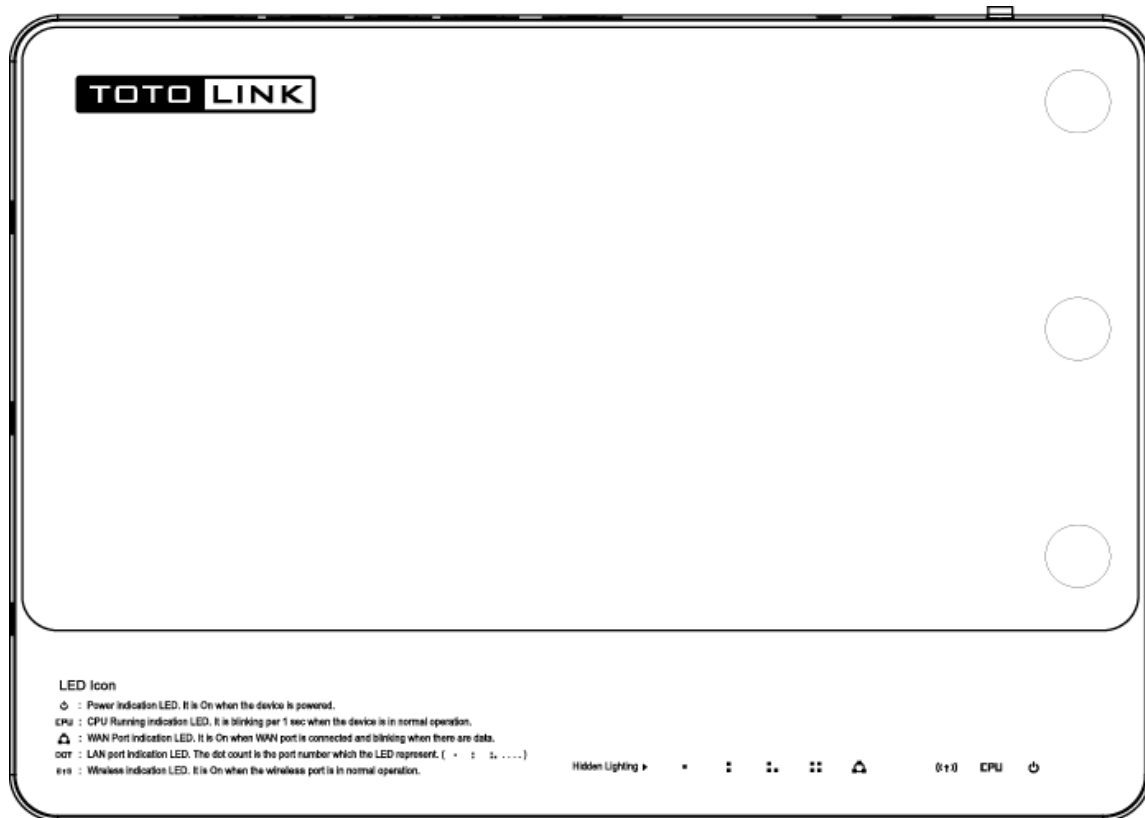 TOTO LINK
LED Icon
: Power indication LED. It is On when the device is powered.
CPU : CPU Running indication LED. It is blinking per 1 sec when the device is in normal operation.
: WAN Port indication LED. It is On when WAN port is connected and blinking when there are data.
DOT : LAN port indication LED. The dot count is the port number which the LED represent. ( . : :. .... )
: Wireless indication LED. It is On when the wireless port is in normal operation.
Hidden Lighting CPU